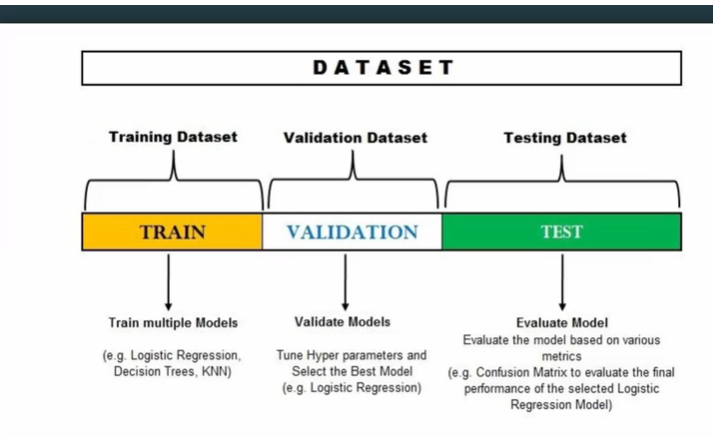 DATASET
Training Dataset
Validation Dataset
Testing Dataset
TRAIN
VALIDATION
TEST
Train multiple Models
(e.g. Logistic Regression,
Decision Trees, KNN)
Validate Models
Tune Hyper parameters and
Select the Best Model
(e.g. Logistic Regression)
Evaluate Model
Evaluate the model based on various
metrics
(e.g. Confusion Matrix to evaluate the final
performance of the selected Logistic
Regression Model)